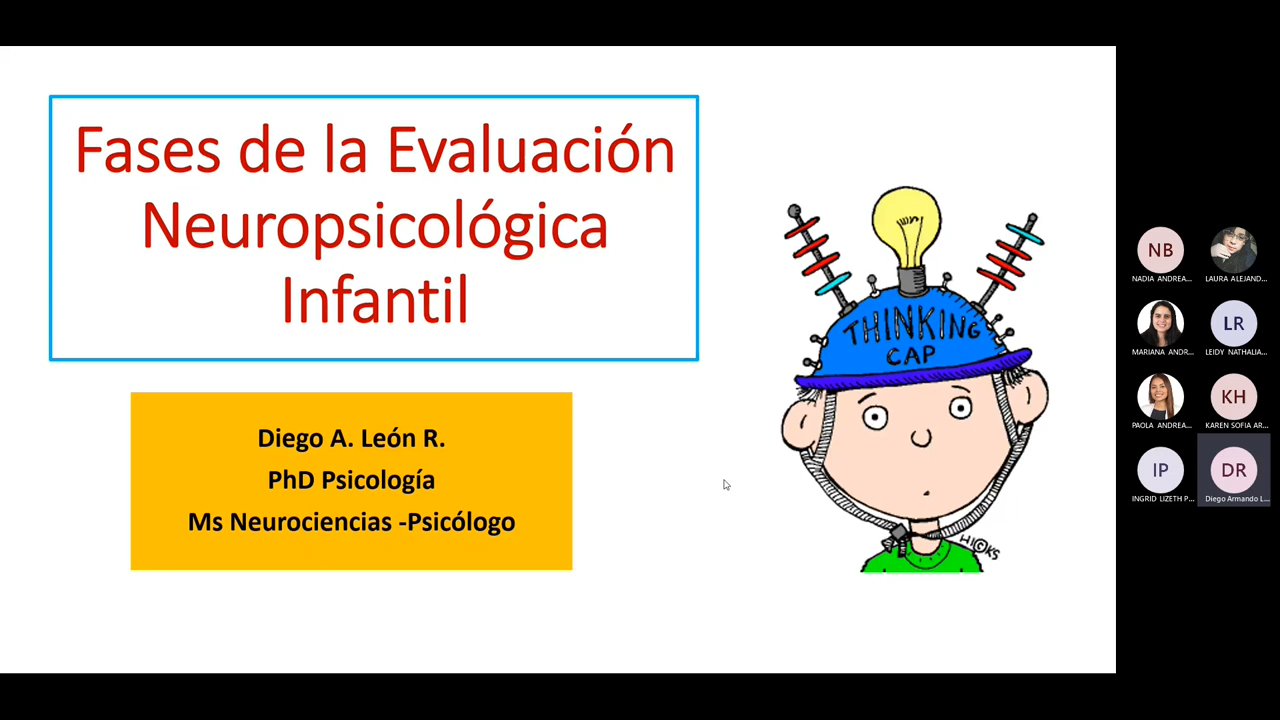 Fases de la Evaluación
Neuropsicológica
Infantil
Diego A. León R.
PhD Psicología
Ms Neurociencias -Psicólogo
THINKING
CAP
HICKS
NB
NADIA ANDREA...
LAURA ALEJAND...
MARIANA ANDR...
LR
LEIDY NATHALIA...
PAOLA ANDREA...
KH
KAREN SOFIA AR...
IP
INGRID LIZETH P...
DR
Diego Armando L...